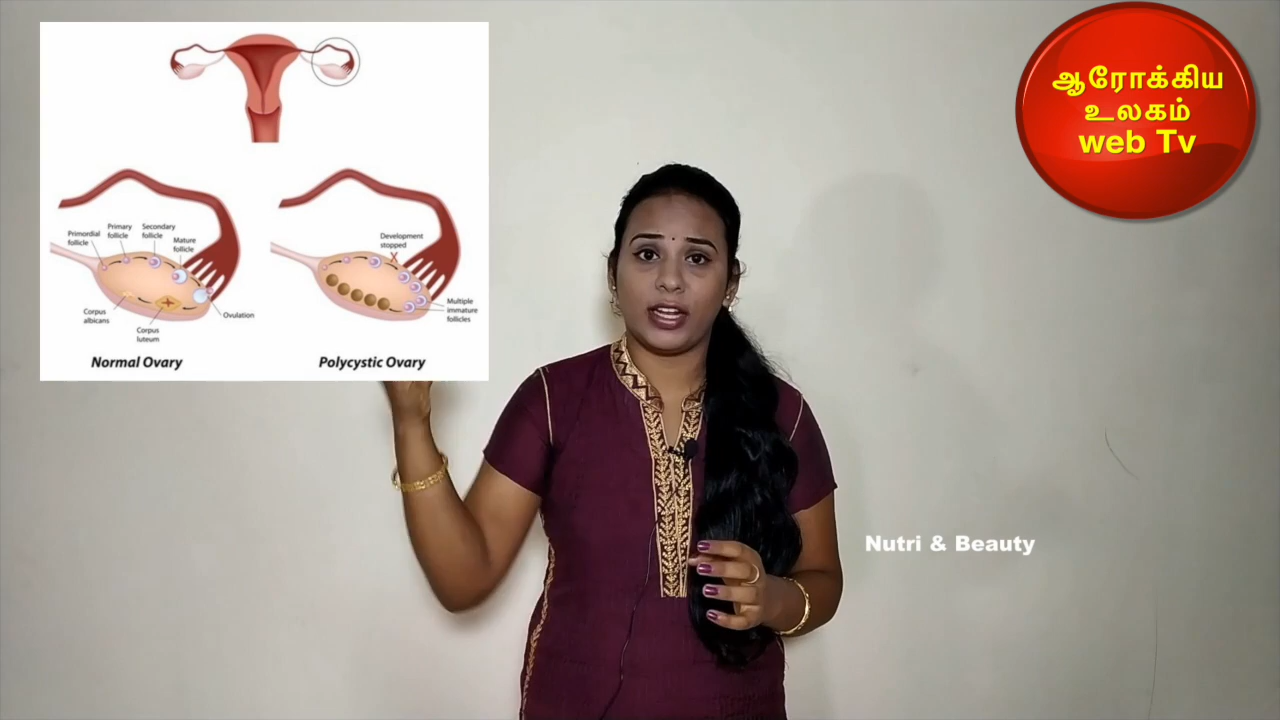 Primordial
follicle
Primary
follicle
Secondary
follicle
Mature
follicle
Corpus
albicans
Corpus
luteum
Ovulation
Normal Ovary
Development
stopped
Multiple
immature
follicles
Polycystic Ovary
ஆரோக்கிய
உலகம்
web Tv
Nutri & Beauty